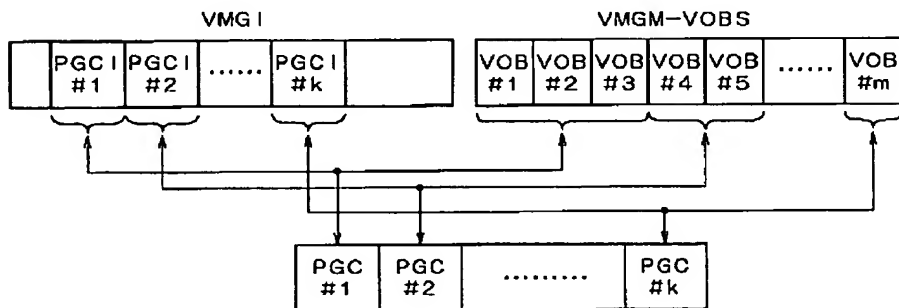 VMGI VMGM-VOBS
PGCI PGCI ...... PGCI VOB VOB VOB VOB VOB ...... VOB
#1 #2 #k #1 #2 #3 #4 #5 #m
PGC PGC ......... PGC
#1 #2 #k